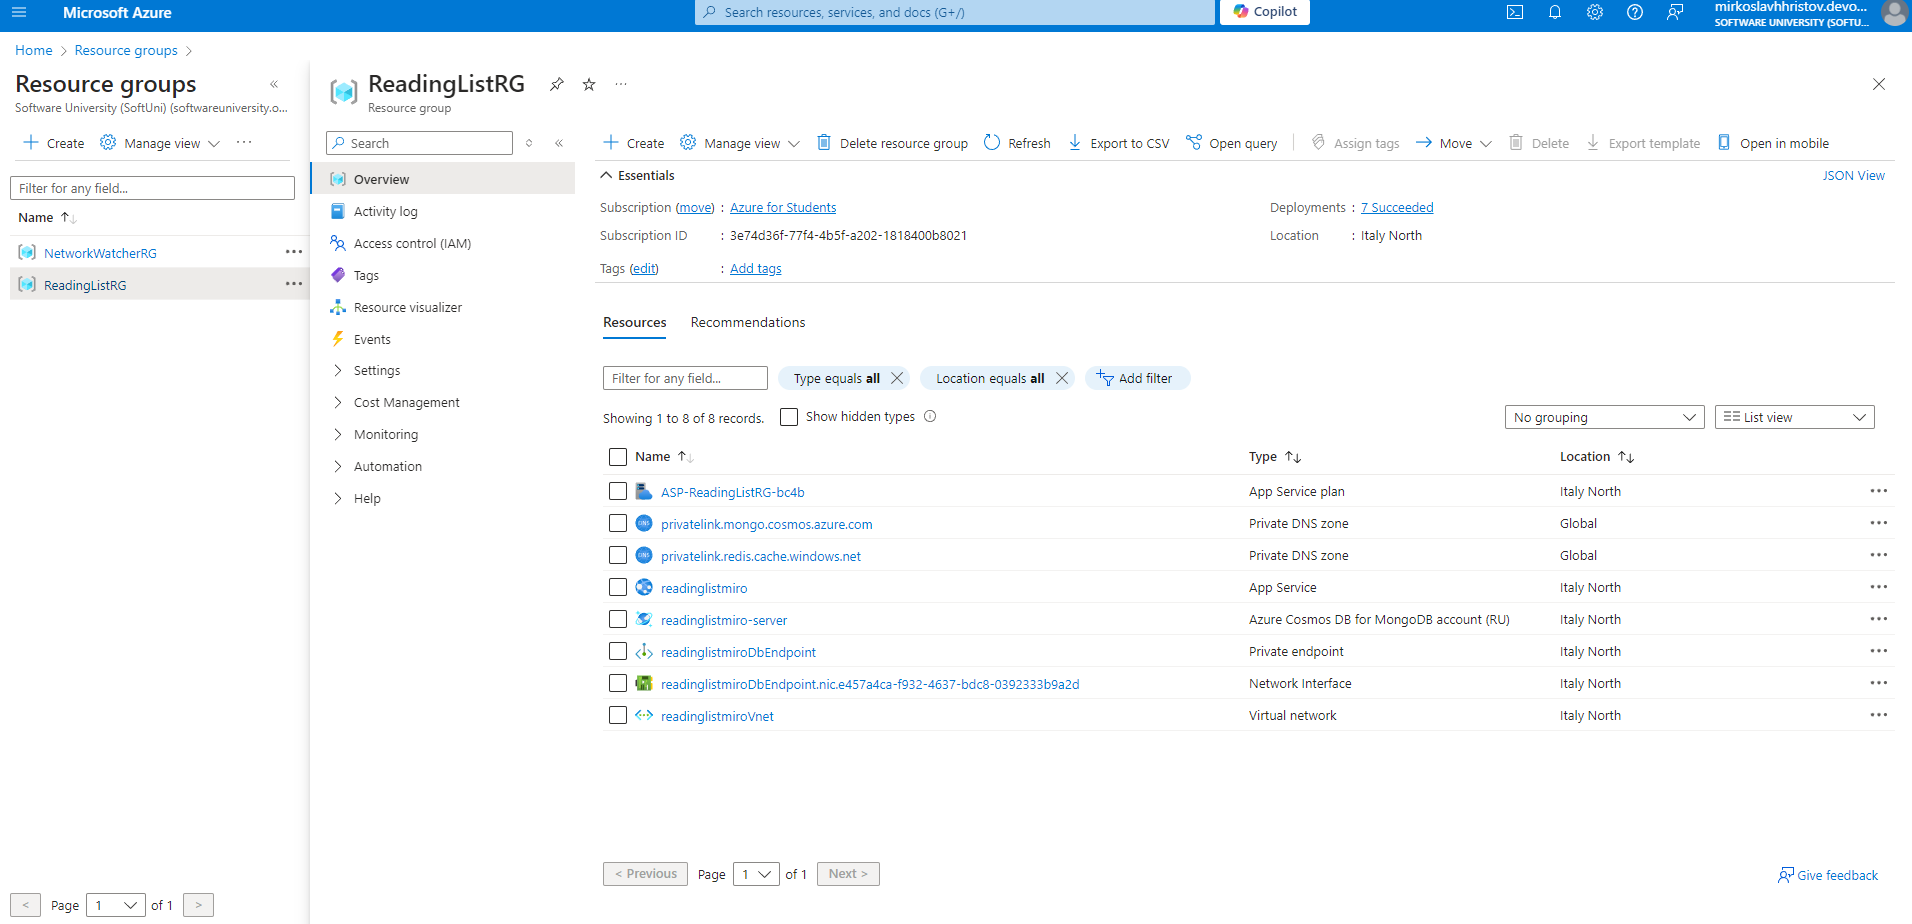 Microsoft Azure
Search resources, services, and docs (G+/)
Copilot
mirkoslavhhristov.devo...
SOFTWARE UNIVERSITY (SOFTU...
Home > Resource groups >
Resource groups
Software University (SoftUni) (softwareuniversity.o...
Create
Manage view
Filter for any field...
Name
NetworkWatcherRG
ReadingListRG
< Page 1 of 1 >
ReadingListRG
Resource group
Search
Overview
Activity log
Access control (IAM)
Tags
Resource visualizer
Events
Settings
Cost Management
Monitoring
Automation
Help
Create Manage view Delete resource group Refresh Export to CSV Open query Assign tags Move Delete Export template Open in mobile
Essentials
JSON View
Subscription (move) : Azure for Students
Deployments : 7 Succeeded
Subscription ID : 3e74d36f-77f4-4b5f-a202-1818400b8021
Location : Italy North
Tags (edit) : Add tags
Resources Recommendations
Filter for any field... Type equals all Location equals all Add filter
Showing 1 to 8 of 8 records. Show hidden types
No grouping List view
Name Type Location
ASP-ReadingListRG-bc4b App Service plan Italy North
privatelink.mongo.cosmos.azure.com Private DNS zone Global
privatelink.redis.cache.windows.net Private DNS zone Global
readinglistmiro App Service Italy North
readinglistmiro-server Azure Cosmos DB for MongoDB account (RU) Italy North
readinglistmiroDbEndpoint Private endpoint Italy North
readinglistmiroDbEndpoint.nic.e457a4ca-f932-4637-bdc8-0392333b9a2d Network Interface Italy North
readinglistmiroVnet Virtual network Italy North
< Previous Page 1 of 1 Next >
Give feedback